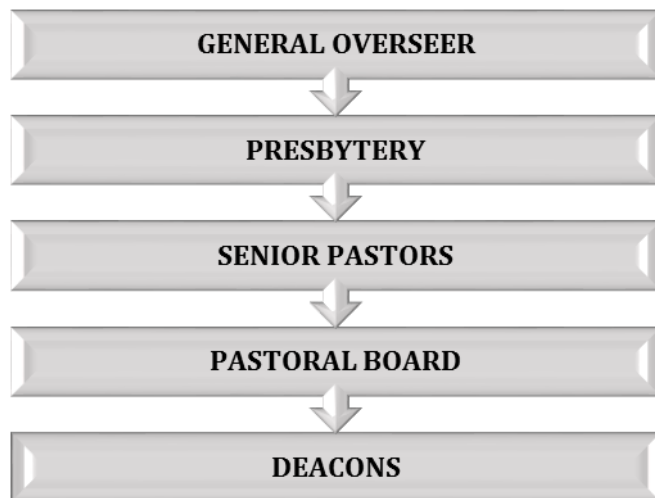 GENERAL OVERSEER
PRESBYTERY
SENIOR PASTORS
PASTORAL BOARD
DEACONS